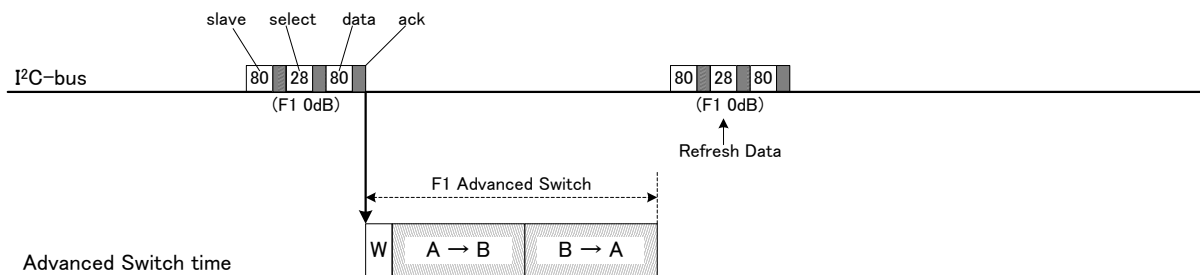 slave select data ack
I²C-bus 80 28 80 80 28 80
(F1 0dB) (F1 0dB)
Refresh Data
F1 Advanced Switch
W A → B B → A
Advanced Switch time